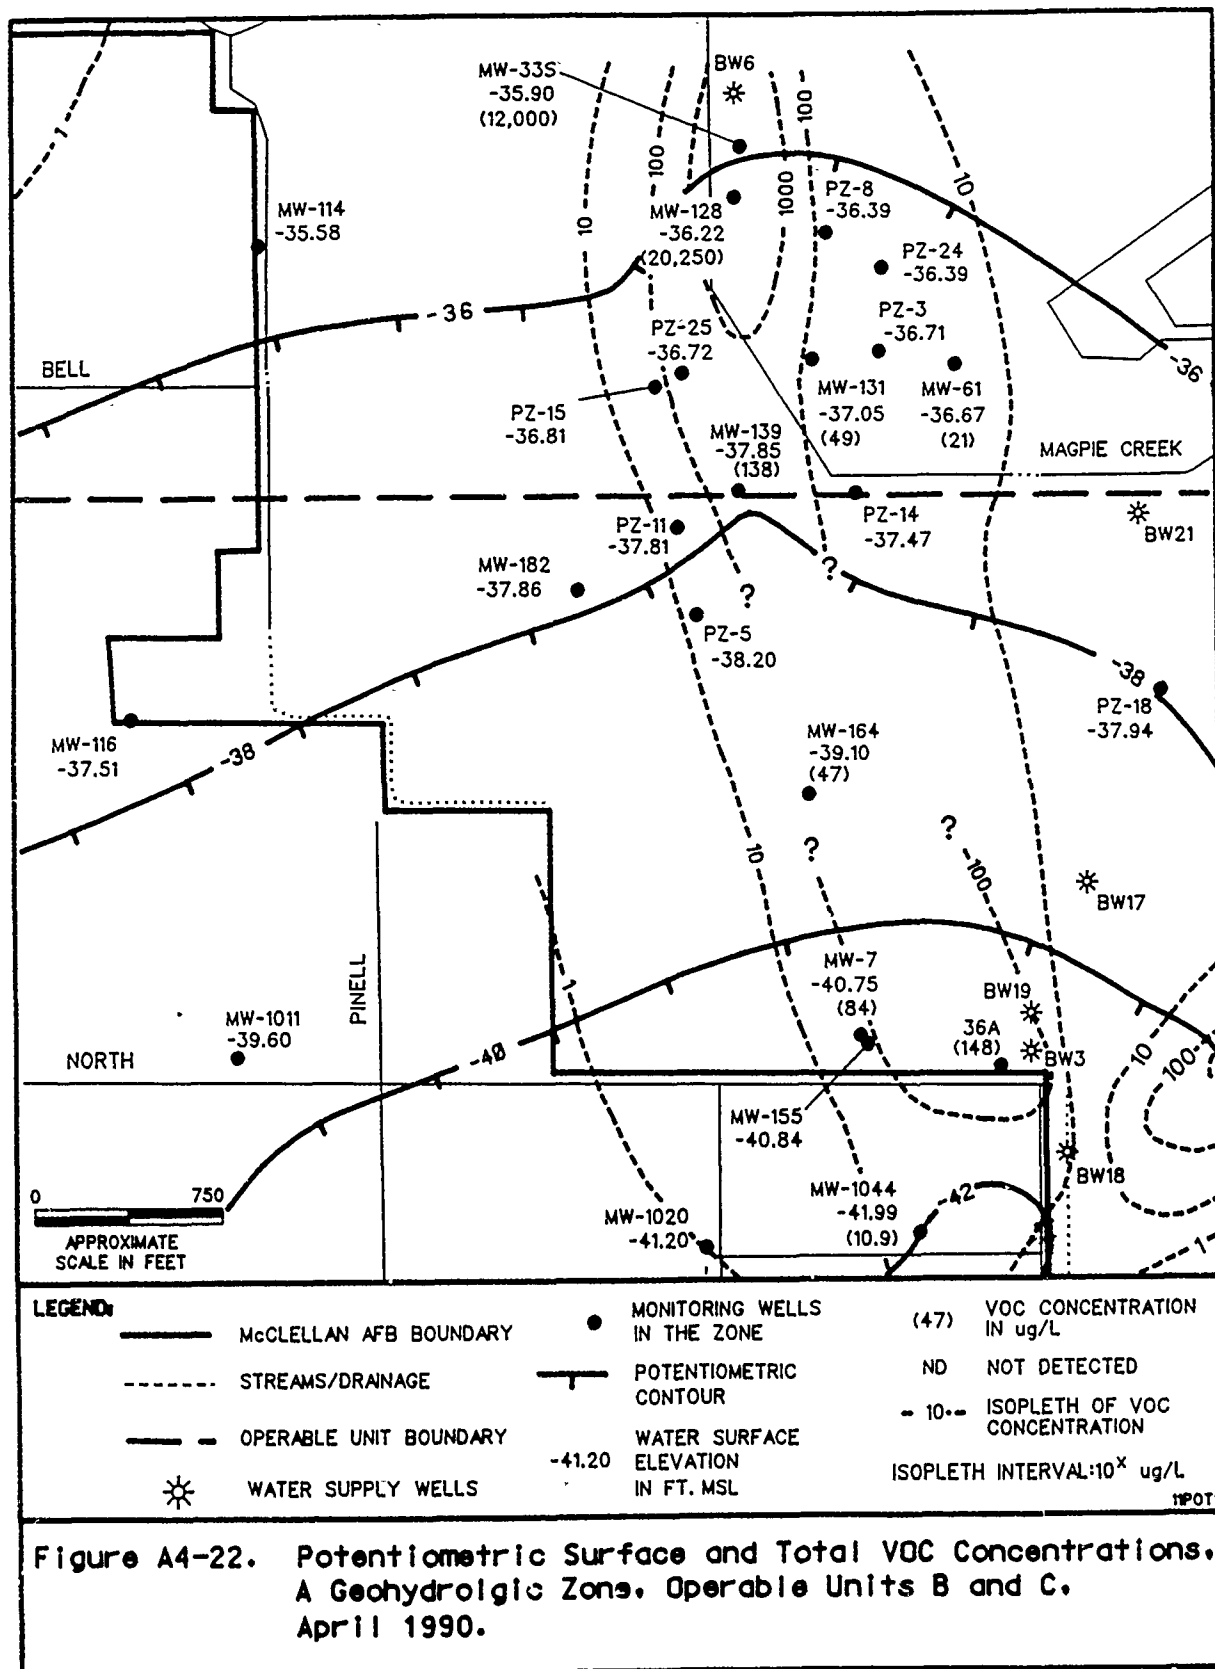 BW6
MW-33S
-35.90
(12,000)
1
100
100
10
10
1000
MW-114
-35.58
MW-128
-36.22
(20,250)
PZ-8
-36.39
PZ-24
-36.39
PZ-3
-36.71
-36
PZ-25
-36.72
BELL
-36
PZ-15
-36.81
MW-131
-37.05
(49)
MW-61
-36.67
(21)
MW-139
-37.85
(138)
MAGPIE CREEK
PZ-11
-37.81
PZ-14
-37.47
BW21
MW-182
-37.86
?
?
PZ-5
-38.20
-38
PZ-18
-37.94
MW-116
-37.51
-38
MW-164
-39.10
(47)
10
?
?
100
BW17
PINELL
MW-7
-40.75
(84)
1
BW19
MW-1011
-39.60
36A
(148)
BW3
10
100
NORTH
-40
MW-155
-40.84
BW18
0
750
APPROXIMATE
SCALE IN FEET
MW-1020
-41.20
MW-1044
-41.99
(10.9)
-42
1
LEGEND:
McCLELLAN AFB BOUNDARY
STREAMS/DRAINAGE
OPERABLE UNIT BOUNDARY
WATER SUPPLY WELLS
MONITORING WELLS
IN THE ZONE
POTENTIOMETRIC
CONTOUR
-41.20
WATER SURFACE
ELEVATION
IN FT. MSL
(47)
VOC CONCENTRATION
IN ug/L
ND
NOT DETECTED
10
ISOPLETH OF VOC
CONCENTRATION
ISOPLETH INTERVAL:10ˣ ug/L
11POT
Figure A4-22. Potentiometric Surface and Total VOC Concentrations,
A Geohydrolgic Zone, Operable Units B and C,
April 1990.